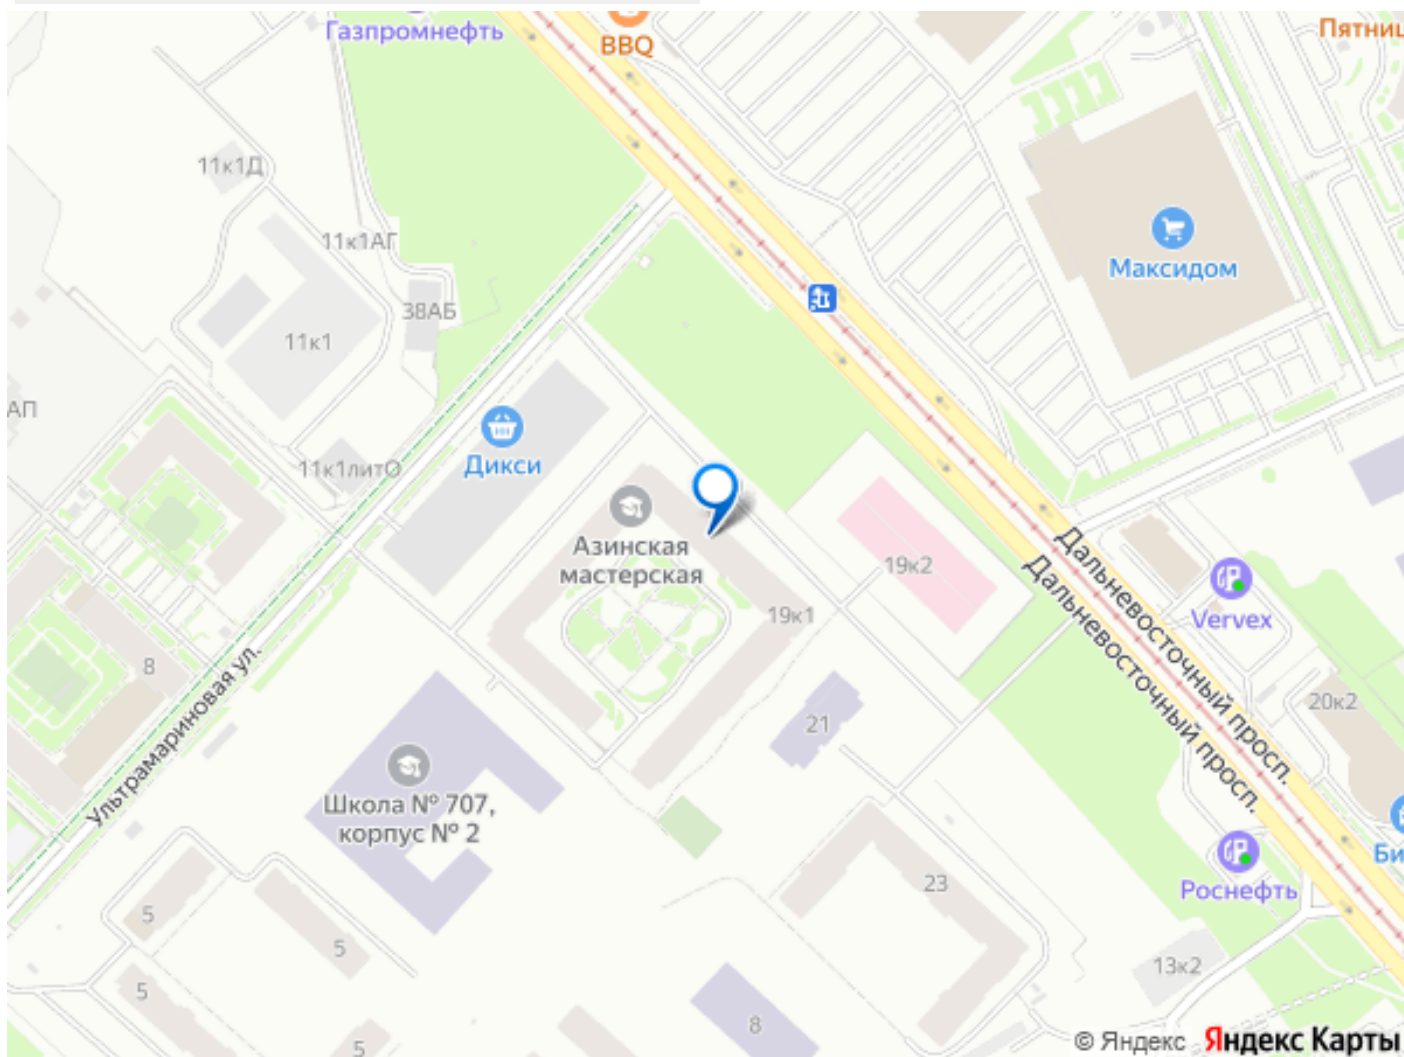 Газпромнефть
BBQ
Пятниц
11к1Д
11к1АГ
Максидом
38АБ
11к1
АП
11к1литО
Дикси
Азинская
мастерская
19к2
19к1
Дальневосточный просп.
Дальневосточный просп.
Vervex
8
Ультрамариновая ул.
20к2
21
Школа № 707,
корпус № 2
Би
Роснефть
23
5
5
13к2
5
8
5
© Яндекс Яндекс Карты